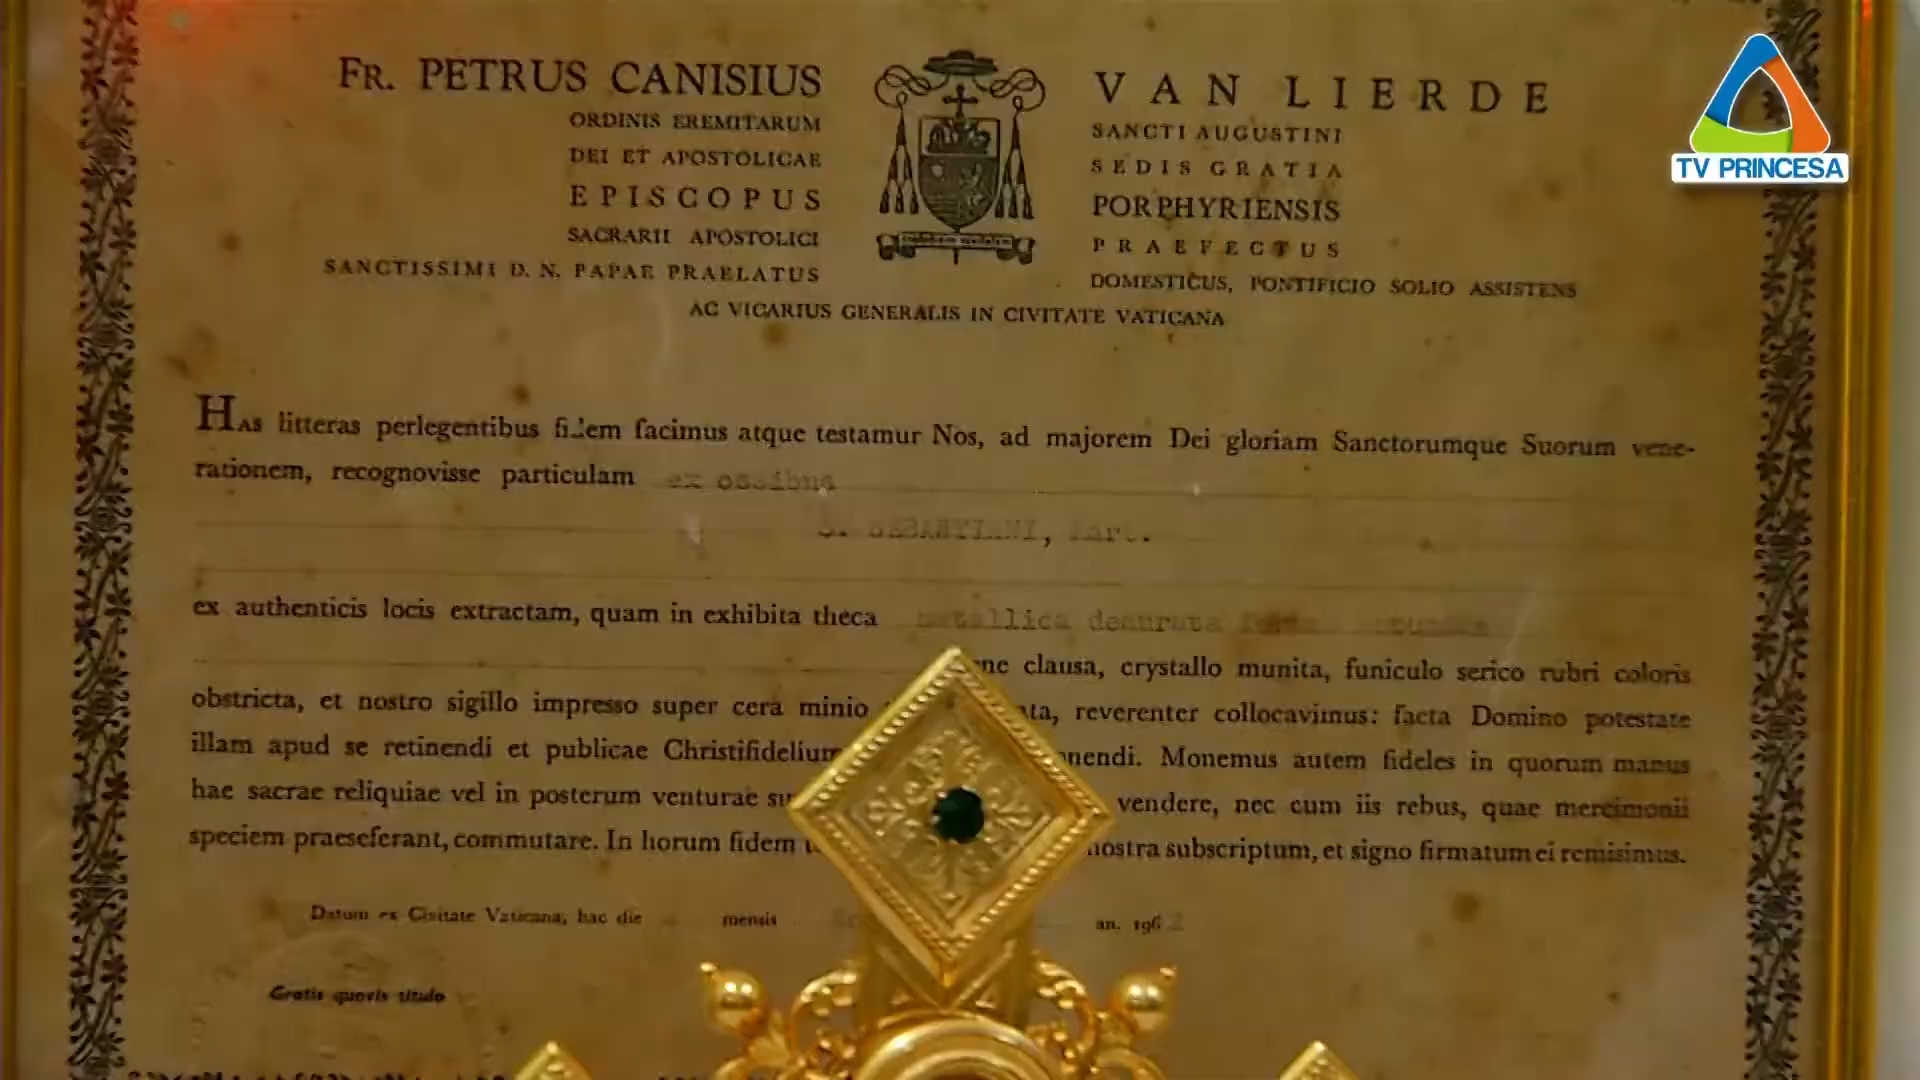 FR. PETRUS CANISIUS VAN LIERDE
ORDINIS EREMITARUM SANCTI AUGUSTINI
DEI ET APOSTOLICAE SEDIS GRATIA
EPISCOPUS PORPHYRIENSIS
SACRARII APOSTOLICI PRAEFECTUS
SANCTISSIMI D. N. PAPAE PRAELATUS DOMESTICUS, PONTIFICIO SOLIO ASSISTENS
AC VICARIUS GENERALIS IN CIVITATE VATICANA
TV PRINCESA
HAS litteras perlegentibus fidem facimus atque testamur Nos, ad majorem Dei gloriam Sanctorumque Suorum vene-
rationem, recognovisse particulam ex ossibus
S. SEBASTIANI, Mart.
ex authenticis locis extractam, quam in exhibita theca metallica deaurata
clausa, crystallo munita, funiculo serico rubri coloris
obstricta, et nostro sigillo impresso super cera minio reverenter collocavimus: facta Domino potestate
illam apud se retinendi et publicae Monemus autem fideles in quorum manus
hae sacrae reliquiae vel in posterum venturae vendere, nec cum iis rebus, quae mercimonii
speciem praeseferant, commutare. In horum fidem nostra subscriptum, et signo firmatum ei remisimus.
Datum ex Civitate Vaticana, hac die mensis an. 196
Gratis quovis titulo